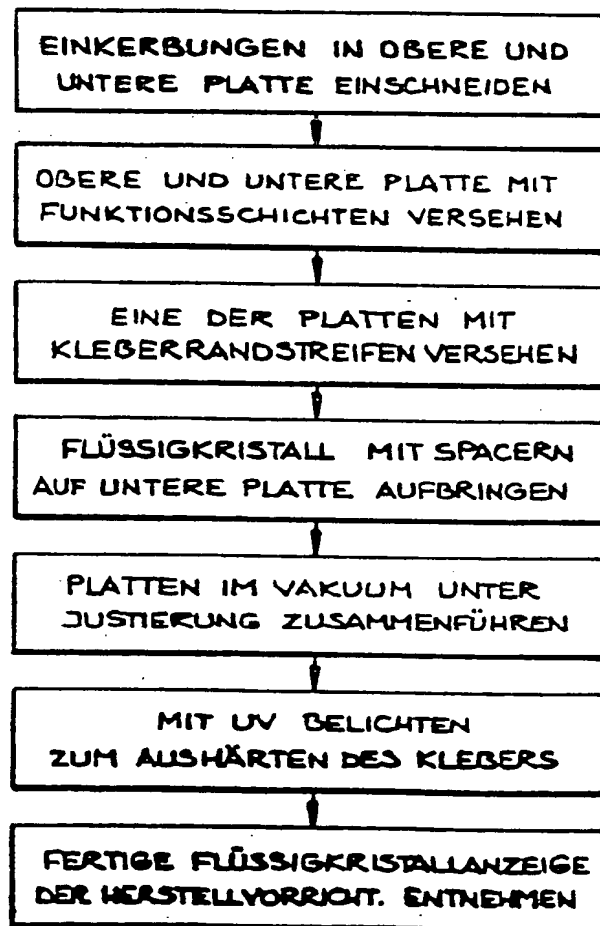 EINKERBUNGEN IN OBERE UND
UNTERE PLATTE EINSCHNEIDEN
OBERE UND UNTERE PLATTE MIT
FUNKTIONSSCHICHTEN VERSEHEN
EINE DER PLATTEN MIT
KLEBERRANDSTREIFEN VERSEHEN
FLÜSSIGKRISTALL MIT SPACERN
AUF UNTERE PLATTE AUFBRINGEN
PLATTEN IM VAKUUM UNTER
JUSTIERUNG ZUSAMMENFÜHREN
MIT UV BELICHTEN
ZUM AUSHÄRTEN DES KLEBERS
FERTIGE FLÜSSIGKRISTALLANZEIGE
DER HERSTELLVORRICHT. ENTNEHMEN